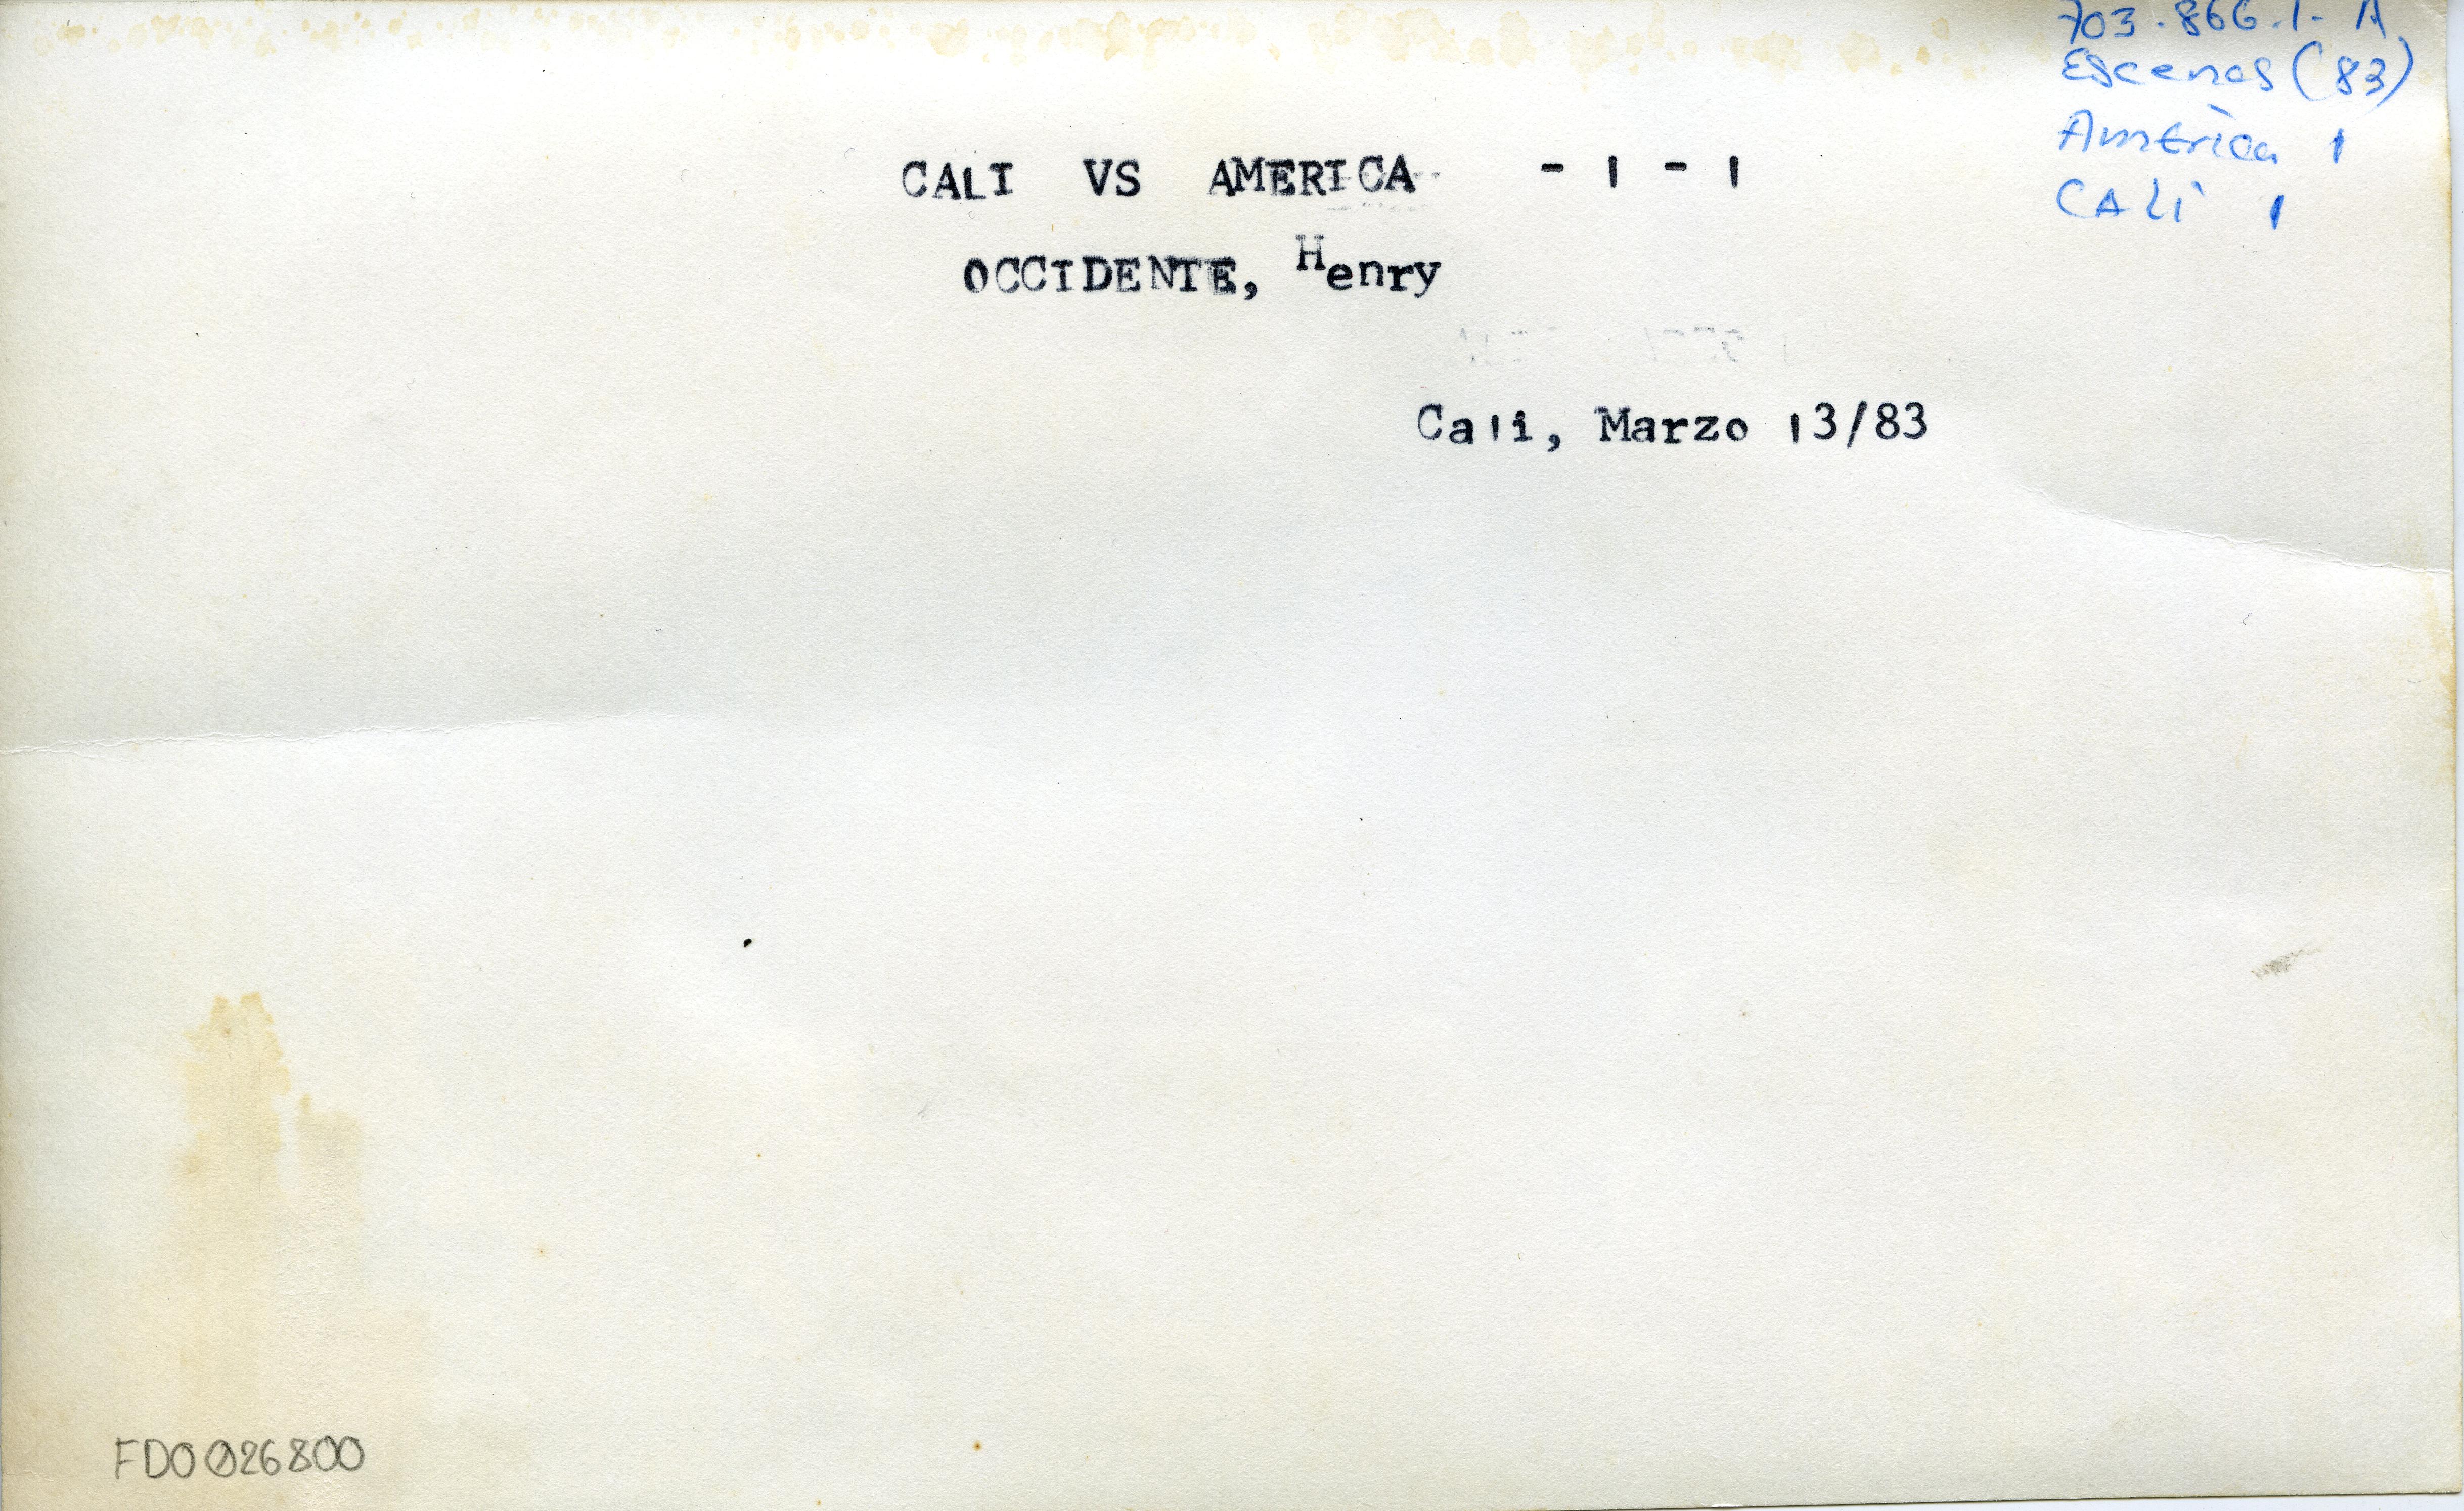 703.866.1-A
Escenas (83)
América 1
CALI 1
CALI VS AMERICA - 1 - 1
OCCIDENTE, Henry
Cali, Marzo 13/83
FD0026800